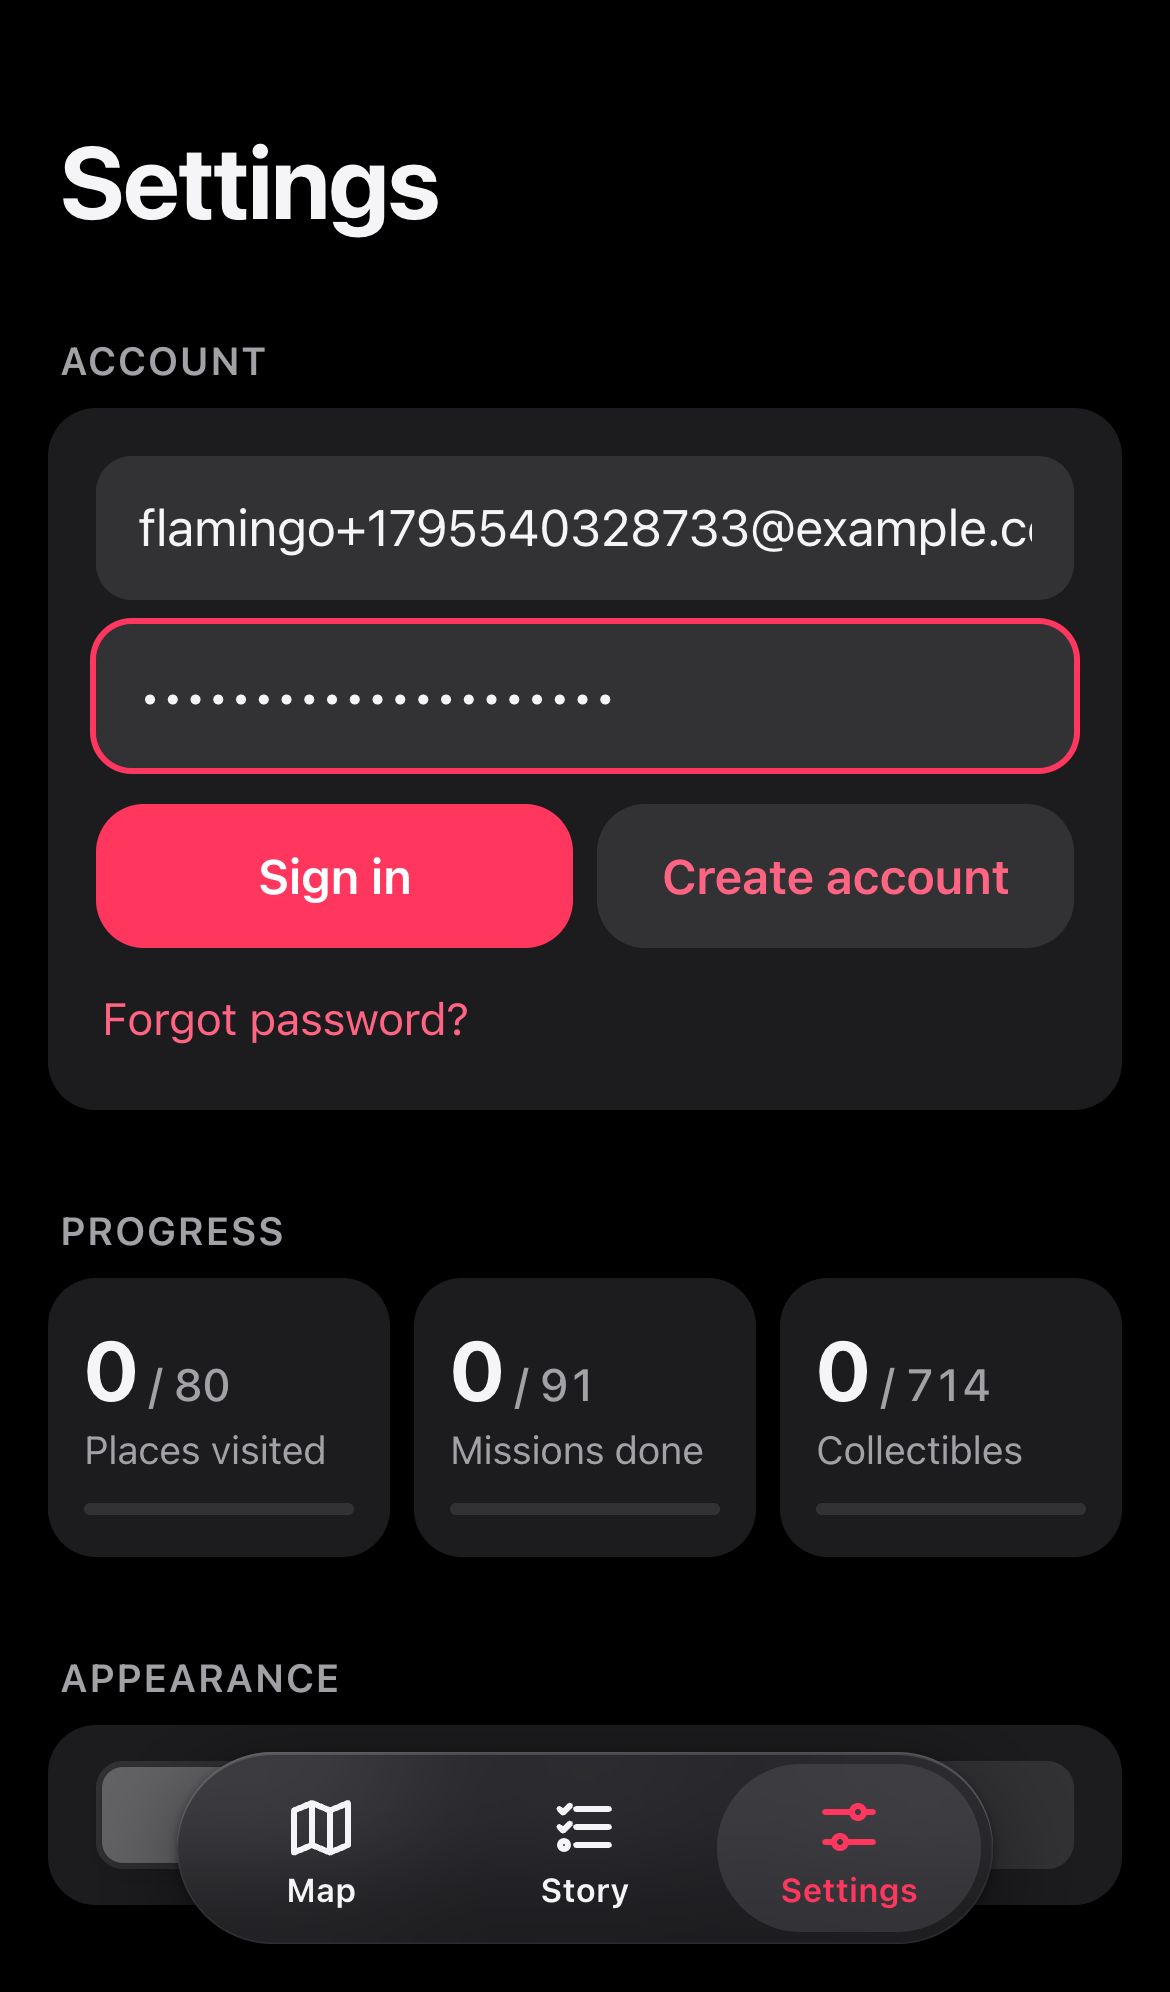 Settings
ACCOUNT
flamingo+1795540328733@example.c
•••••••••••••••••••••
Sign in
Create account
Forgot password?
PROGRESS
0 / 80
Places visited
0 / 91
Missions done
0 / 714
Collectibles
APPEARANCE
Map
Story
Settings